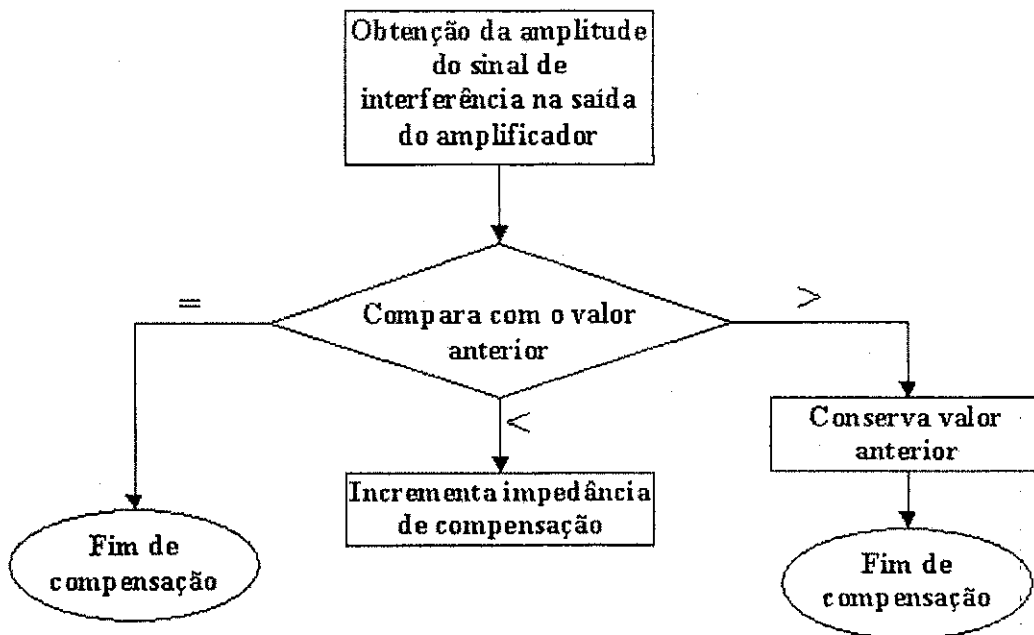 Obtenção da amplitude
do sinal de
interferência na saída
do amplificador
=
>
Compara com o valor
anterior
<
Conserva valor
anterior
Incrementa impedância
de compensação
Fim de
compensação
Fim de
compensação